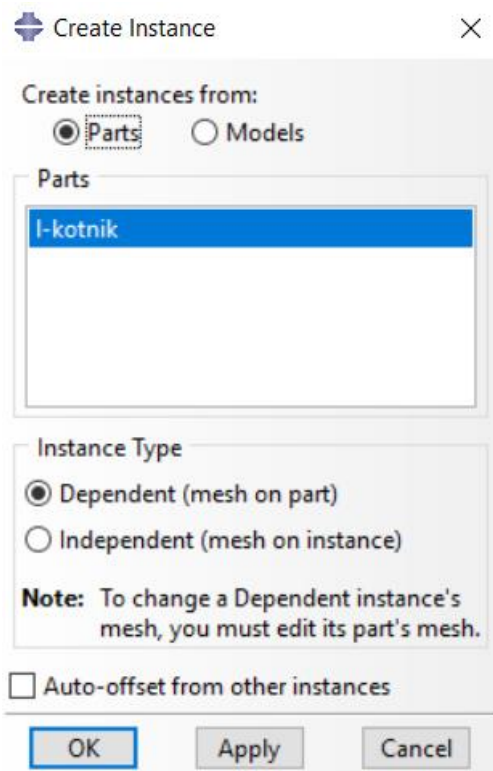 Create Instance
Create instances from:
Parts Models
Parts
l-kotnik
Instance Type
Dependent (mesh on part)
Independent (mesh on instance)
Note: To change a Dependent instance's
mesh, you must edit its part's mesh.
Auto-offset from other instances
OK Apply Cancel